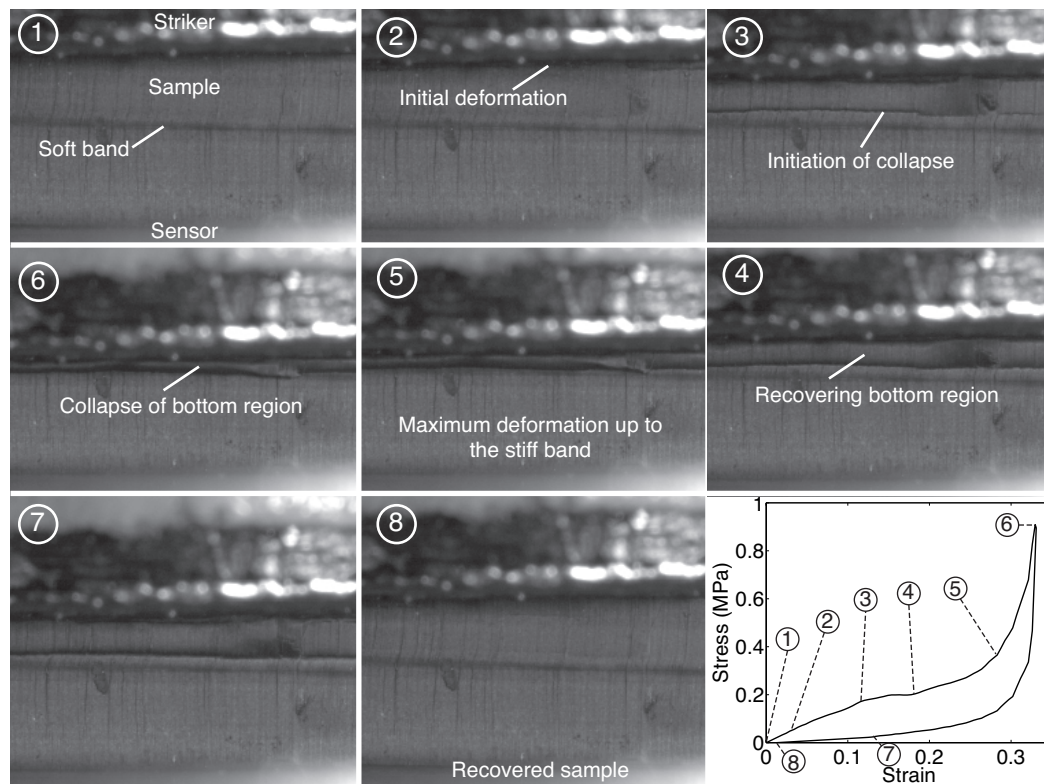 1
Striker
Sample
Soft band
Sensor
2
Initial deformation
3
Initiation of collapse
6
Collapse of bottom region
5
Maximum deformation up to
the stiff band
4
Recovering bottom region
7
8
Recovered sample
Stress (MPa)
1
0.8
0.6
0.4
0.2
0
0 0.1 0.2 0.3
Strain
1
2
3
4
5
6
7
8